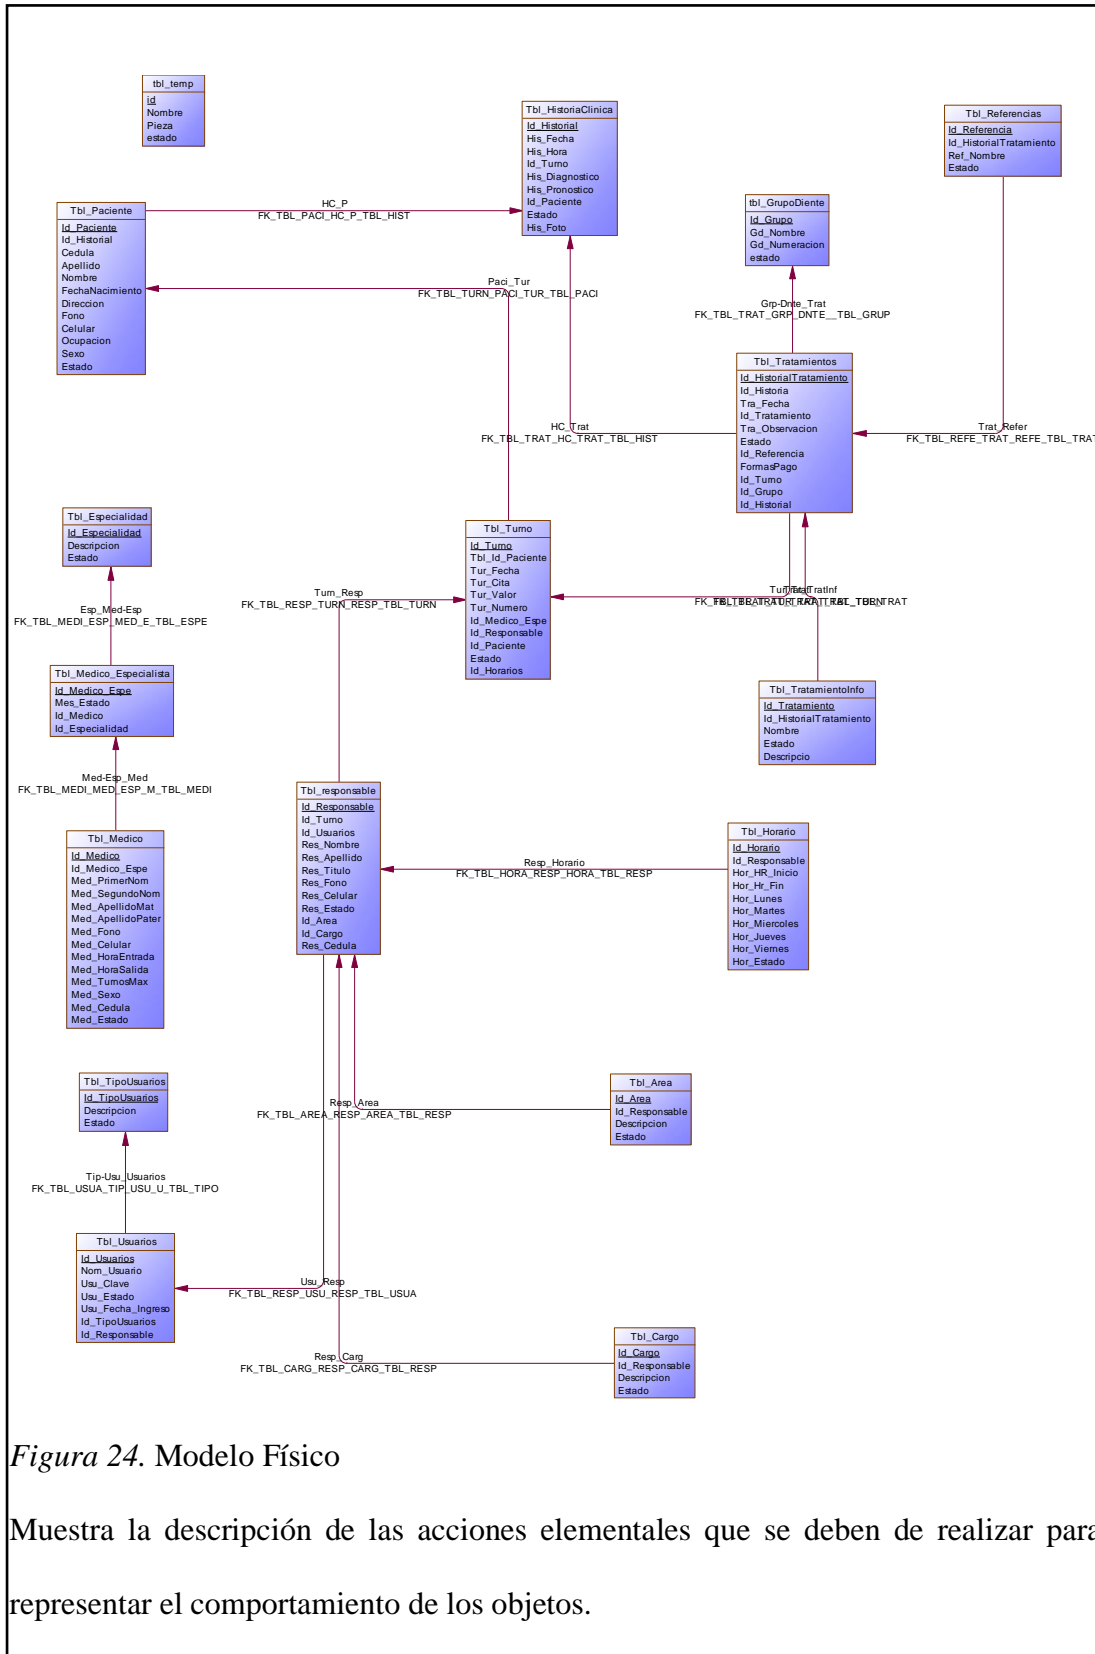 tbl_temp
id
Nombre
Pieza
estado
Tbl_HistoriaClinica
Id_Historial
His_Fecha
His_Hora
Id_Turno
His_Diagnostico
His_Pronostico
Id_Paciente
Estado
His_Foto
Tbl_Referencias
Id_Referencia
Id_HistorialTratamiento
Ref_Nombre
Estado
HC_P
FK_TBL_PACI_HC_P_TBL_HIST
Tbl_Paciente
Id_Paciente
Id_Historial
Cedula
Apellido
Nombre
FechaNacimiento
Direccion
Fono
Celular
Ocupacion
Sexo
Estado
tbl_GrupoDiente
Id_Grupo
Gd_Nombre
Gd_Numeracion
estado
Paci_Tur
FK_TBL_TURN_PACI_TUR_TBL_PACI
Grp-Dnte_Trat
FK_TBL_TRAT_GRP_DNTE__TBL_GRUP
Tbl_Tratamientos
Id_HistorialTratamiento
Id_Historia
Tra_Fecha
Id_Tratamiento
Tra_Observacion
Estado
Id_Referencia
FormasPago
Id_Turno
Id_Grupo
Id_Historial
HC_Trat
FK_TBL_TRAT_HC_TRAT_TBL_HIST
Trat_Refer
FK_TBL_REFE_TRAT_REFE_TBL_TRAT
Tbl_Especialidad
Id_Especialidad
Descripcion
Estado
Tbl_Turno
Id_Turno
Tbl_Id_Paciente
Tur_Fecha
Tur_Cita
Tur_Valor
Tur_Numero
Id_Medico_Espe
Id_Responsable
Id_Paciente
Estado
Id_Horarios
Turn_Resp
FK_TBL_RESP_TURN_RESP_TBL_TURN
Esp_Med-Esp
FK_TBL_MEDI_ESP_MED_E_TBL_ESPE
Tbl_Medico_Especialista
Id_Medico_Espe
Mes_Estado
Id_Medico
Id_Especialidad
Tbl_TratamientoInfo
Id_Tratamiento
Id_HistorialTratamiento
Nombre
Estado
Descripcio
Med-Esp_Med
FK_TBL_MEDI_MED_ESP_M_TBL_MEDI
Tbl_responsable
Id_Responsable
Id_Turno
Id_Usuarios
Res_Nombre
Res_Apellido
Res_Titulo
Res_Fono
Res_Celular
Res_Estado
Id_Area
Id_Cargo
Res_Cedula
Tbl_Medico
Id_Medico
Id_Medico_Espe
Med_PrimerNom
Med_SegundoNom
Med_ApellidoMat
Med_ApellidoPater
Med_Fono
Med_Celular
Med_HoraEntrada
Med_HoraSalida
Med_TurnosMax
Med_Sexo
Med_Cedula
Med_Estado
Resp_Horario
FK_TBL_HORA_RESP_HORA_TBL_RESP
Tbl_Horario
Id_Horario
Id_Responsable
Hor_HR_Inicio
Hor_Hr_Fin
Hor_Lunes
Hor_Martes
Hor_Miercoles
Hor_Jueves
Hor_Viernes
Hor_Estado
Tbl_TipoUsuarios
Id_TipoUsuarios
Descripcion
Estado
Resp_Area
FK_TBL_AREA_RESP_AREA_TBL_RESP
Tbl_Area
Id_Area
Id_Responsable
Descripcion
Estado
Tip-Usu_Usuarios
FK_TBL_USUA_TIP_USU_U_TBL_TIPO
Tbl_Usuarios
Id_Usuarios
Nom_Usuario
Usu_Clave
Usu_Estado
Usu_Fecha_Ingreso
Id_TipoUsuarios
Id_Responsable
Usu_Resp
FK_TBL_RESP_USU_RESP_TBL_USUA
Resp_Carg
FK_TBL_CARG_RESP_CARG_TBL_RESP
Tbl_Cargo
Id_Cargo
Id_Responsable
Descripcion
Estado
Figura 24. Modelo Físico
Muestra la descripción de las acciones elementales que se deben de realizar para
representar el comportamiento de los objetos.